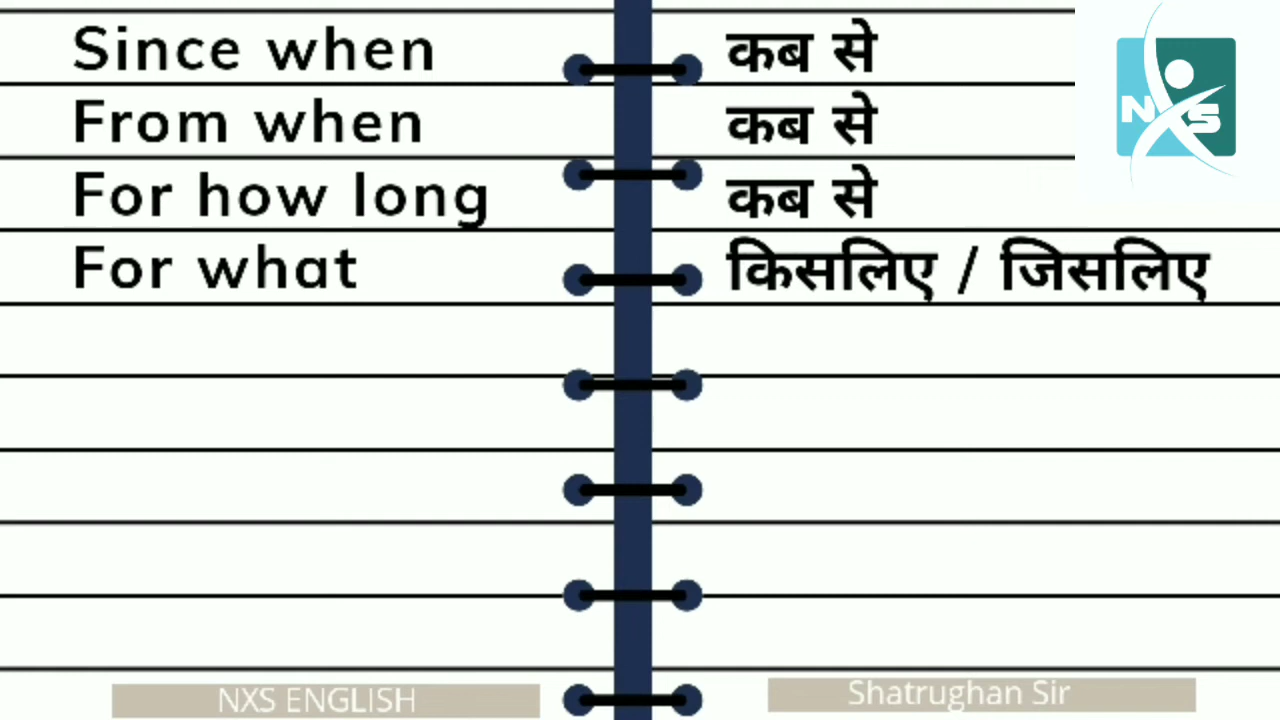 Since when कब से
From when कब से
For how long कब से
For what किसलिए / जिसलिए
NXS
NXS ENGLISH
Shatrughan Sir